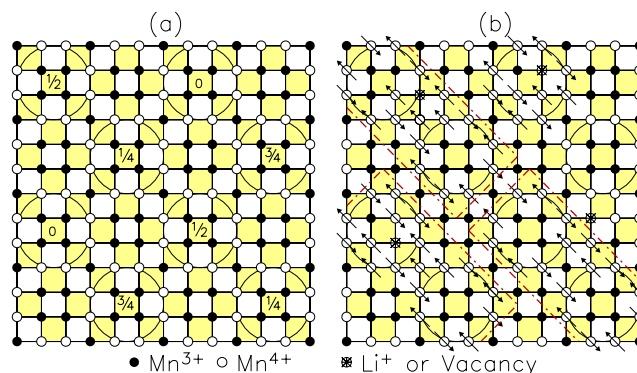 (a) (b)
½ 0
¼ ¾
0 ½
¾ ¼
Mn³⁺ Mn⁴⁺ Li⁺ or Vacancy